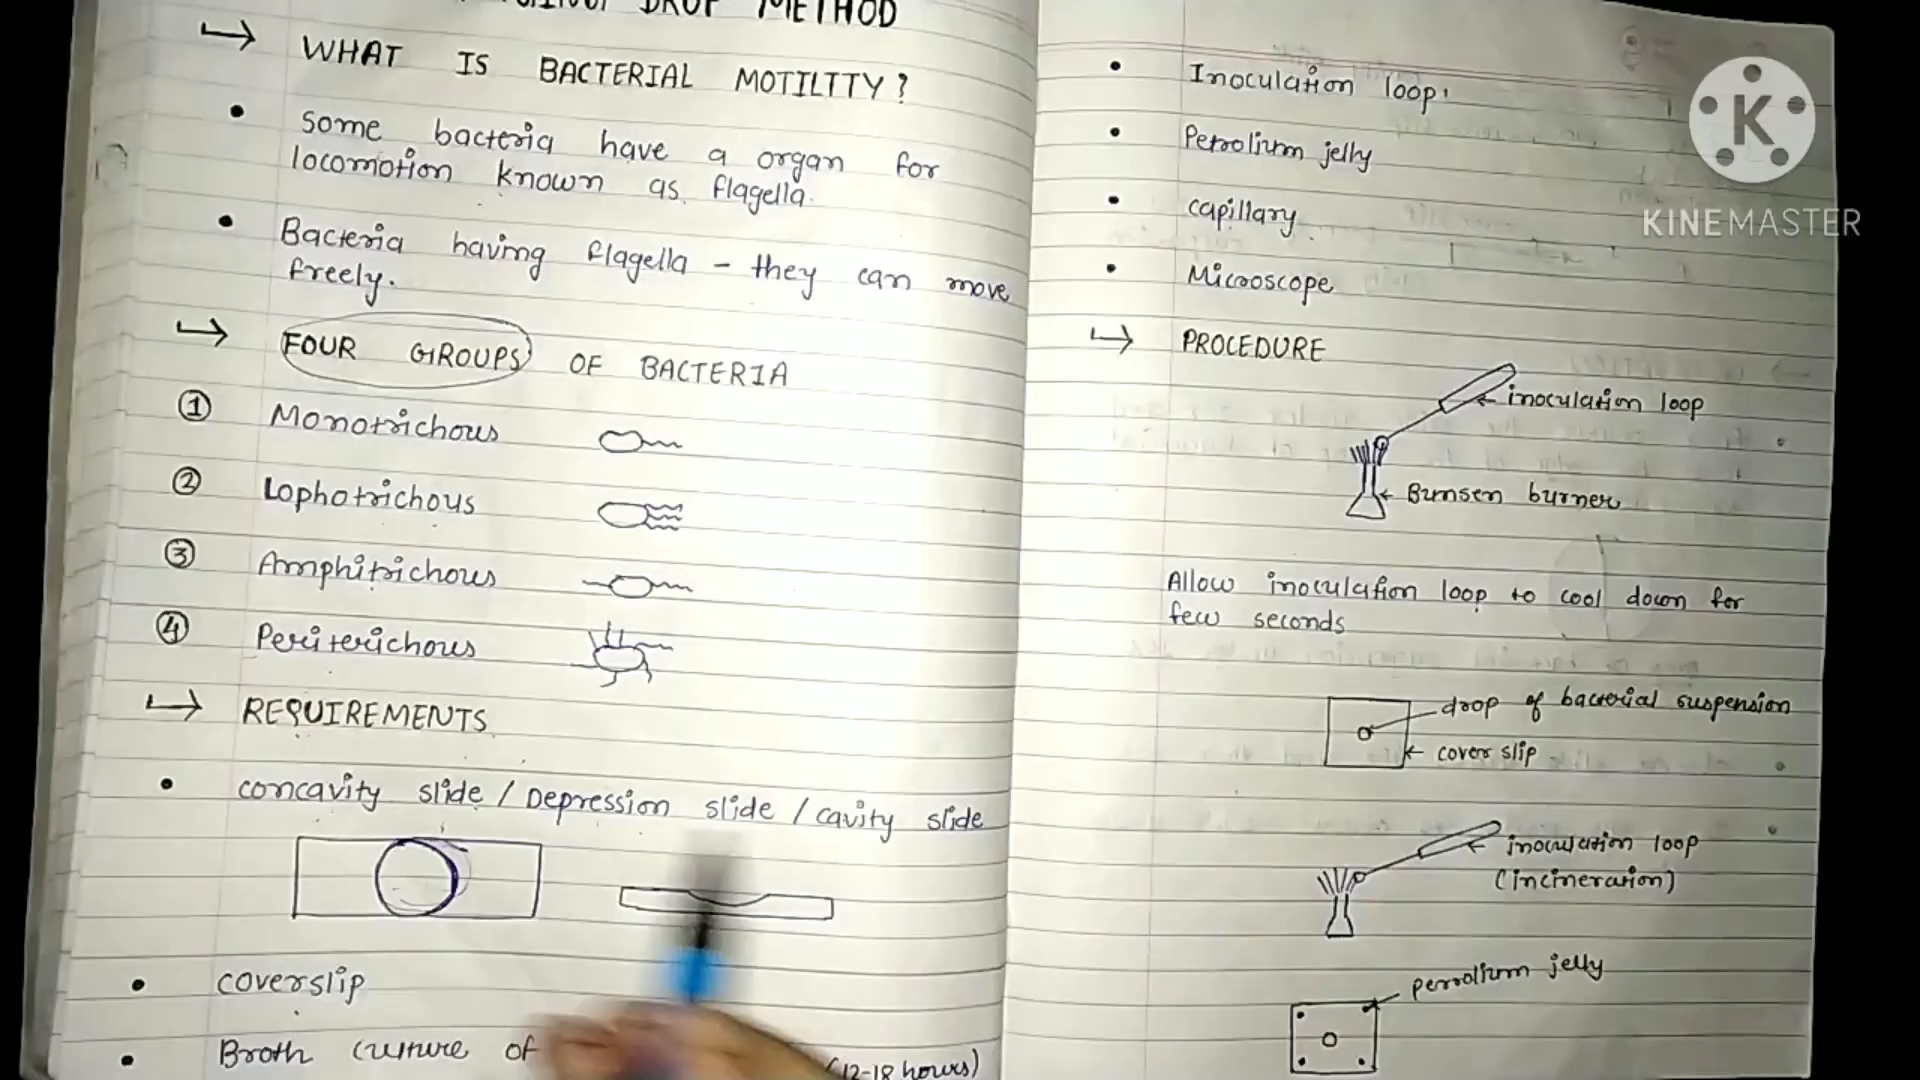 DROP METHOD
↳ WHAT IS BACTERIAL MOTILITY?
• Some bacteria have a organ for
locomotion known as flagella.
• Bacteria having flagella - they can move
freely.
↳ FOUR GROUPS OF BACTERIA
① Monotrichous
② Lophotrichous
③ Amphitrichous
④ Periterichous
↳ REQUIREMENTS
• concavity slide / Depression slide / cavity slide
• coverslip
• Broth culture of (12-18 hours)
• Inoculation loop.
• Petrolium jelly
• capillary.
• Microscope
↳ PROCEDURE
inoculation loop
Bunsen burner
Allow inoculation loop to cool down for
few seconds
drop of bacterial suspension
cover slip
inoculation loop
(incineration)
petrolium jelly
K
KINEMASTER